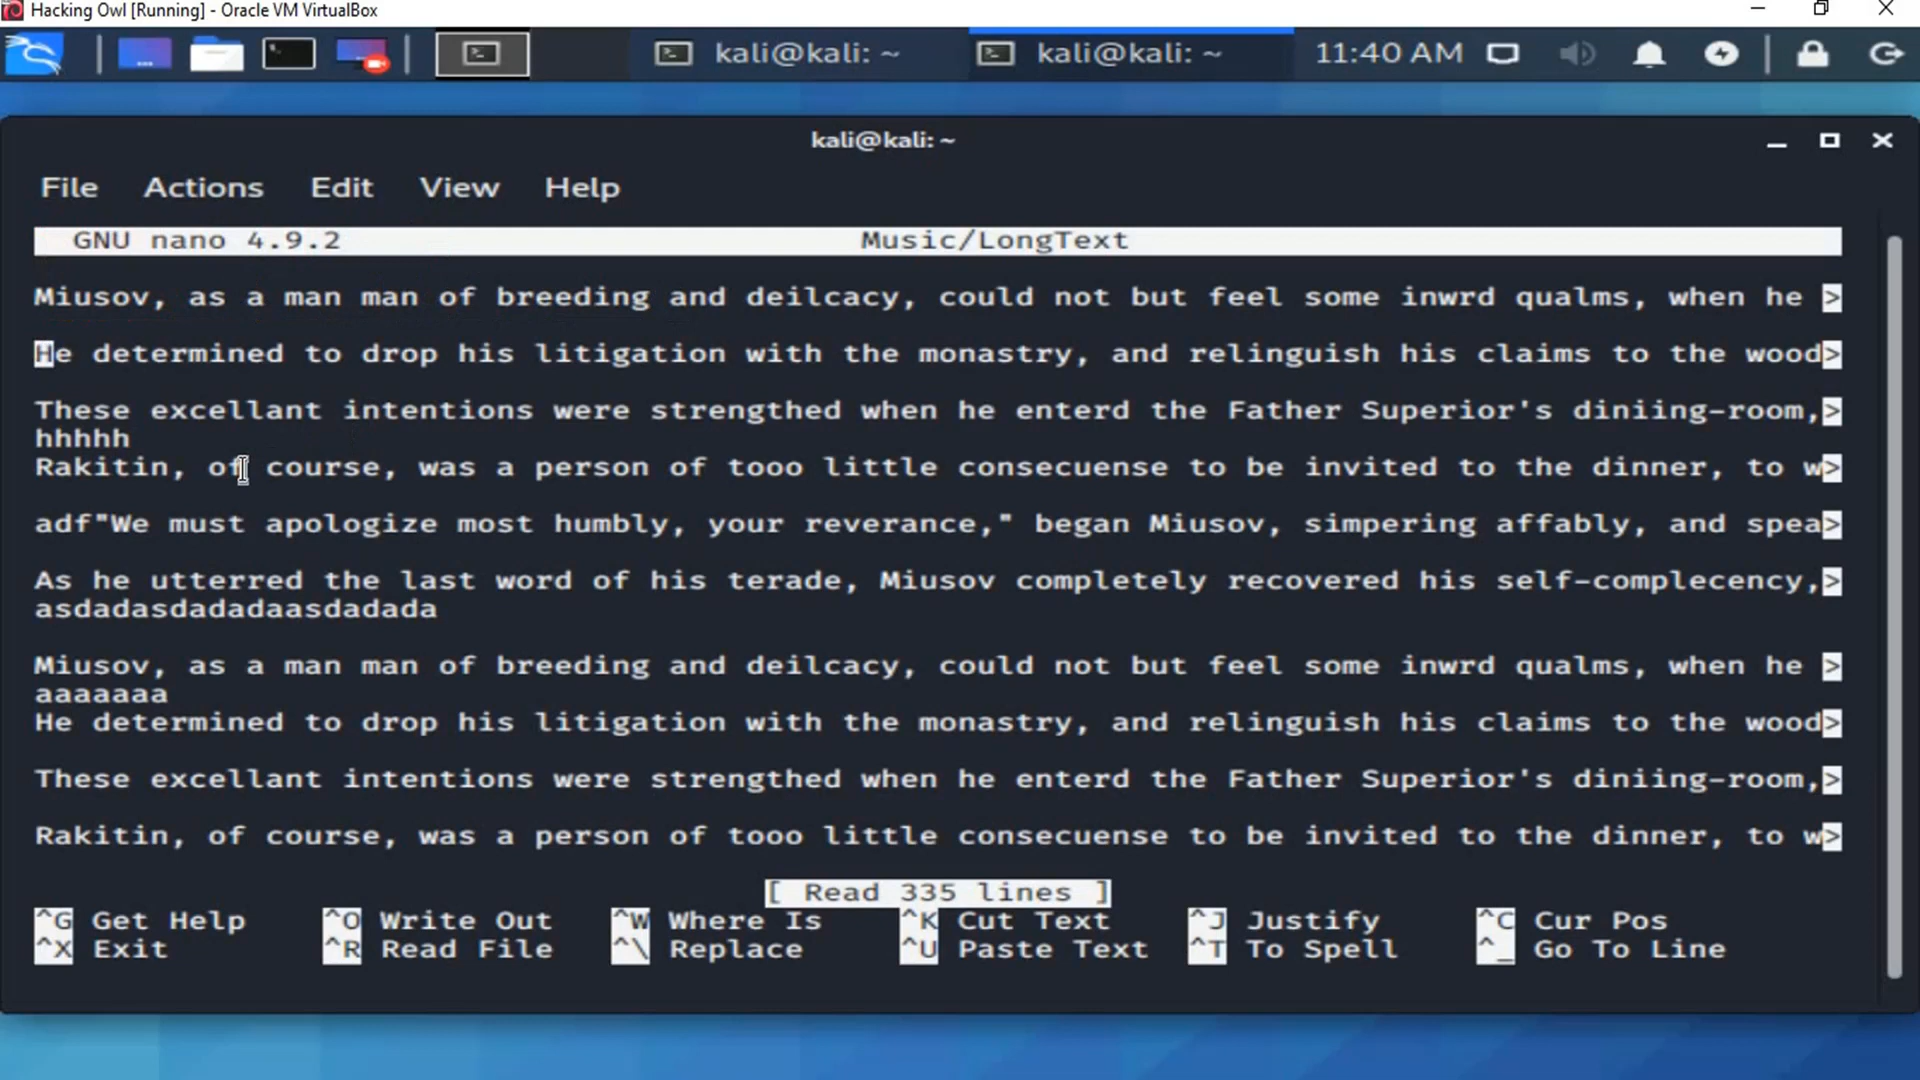 Hacking Owl [Running] - Oracle VM VirtualBox
kali@kali: ~
kali@kali: ~
11:40 AM
kali@kali: ~
File Actions Edit View Help
GNU nano 4.9.2 Music/LongText
Miusov, as a man man of breeding and deilcacy, could not but feel some inwrd qualms, when he >
He determined to drop his litigation with the monastry, and relinguish his claims to the wood>
These excellant intentions were strengthed when he enterd the Father Superior's diniing-room,>
hhhhh
Rakitin, of course, was a person of tooo little consecuense to be invited to the dinner, to w>
adf"We must apologize most humbly, your reverance," began Miusov, simpering affably, and spea>
As he utterred the last word of his terade, Miusov completely recovered his self-complecency,>
asdadasdadadaasdadada
Miusov, as a man man of breeding and deilcacy, could not but feel some inwrd qualms, when he >
aaaaaaa
He determined to drop his litigation with the monastry, and relinguish his claims to the wood>
These excellant intentions were strengthed when he enterd the Father Superior's diniing-room,>
Rakitin, of course, was a person of tooo little consecuense to be invited to the dinner, to w>
[ Read 335 lines ]
^G Get Help ^O Write Out ^W Where Is ^K Cut Text ^J Justify ^C Cur Pos
^X Exit ^R Read File ^\ Replace ^U Paste Text ^T To Spell ^_ Go To Line